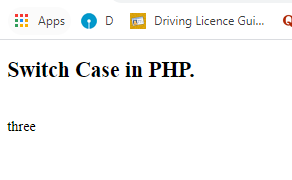 Apps D Driving Licence Gui...
Switch Case in PHP.
three